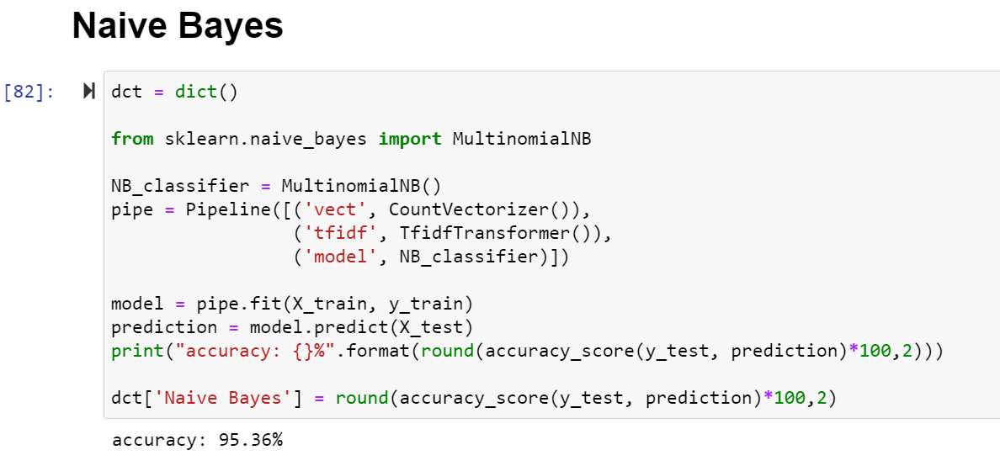 Naive Bayes
[82]:
dct = dict()
from sklearn.naive_bayes import MultinomialNB
NB_classifier = MultinomialNB()
pipe = Pipeline([('vect', CountVectorizer()),
('tfidf', TfidfTransformer()),
('model', NB_classifier)])
model = pipe.fit(X_train, y_train)
prediction = model.predict(X_test)
print("accuracy: {}%".format(round(accuracy_score(y_test, prediction)*100,2)))
dct['Naive Bayes'] = round(accuracy_score(y_test, prediction)*100,2)
accuracy: 95.36%